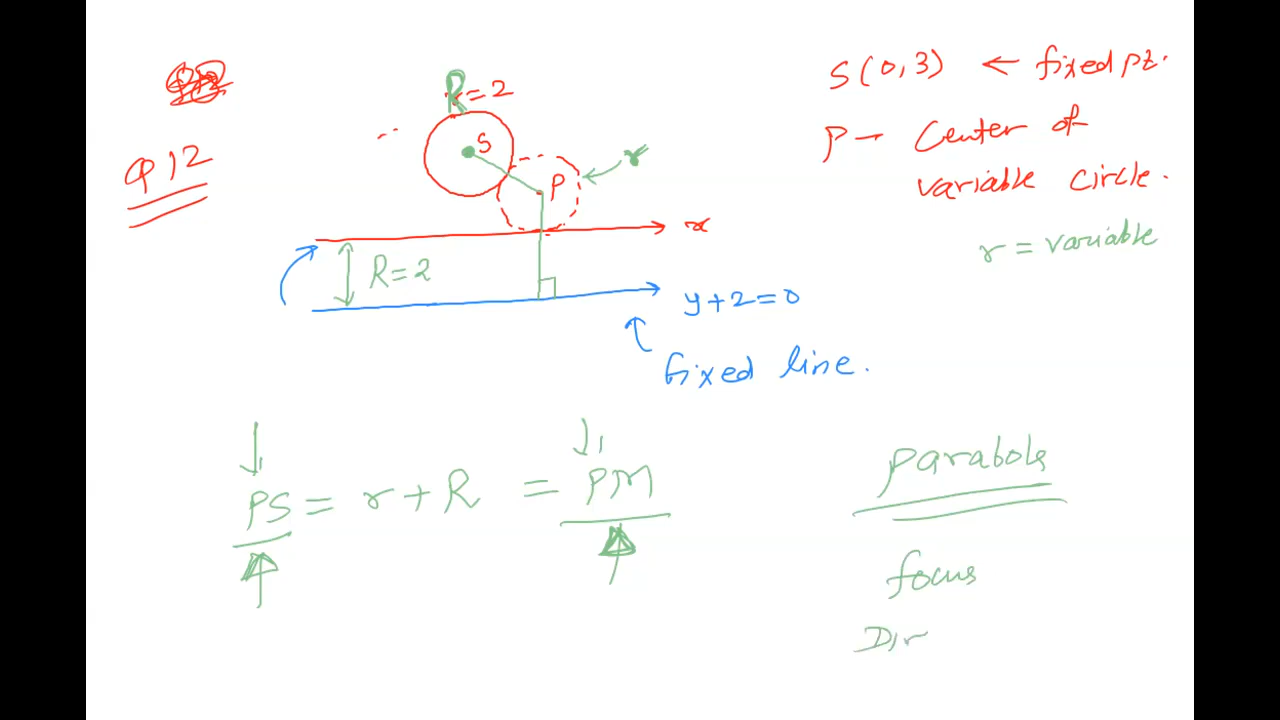 Q12
R=2
S
P
r
x
R=2
y+2=0
fixed line.
S(0,3) ← fixed pt.
P → Center of
variable circle.
r = variable
PS = r+R = PM
parabola
focus
Dir